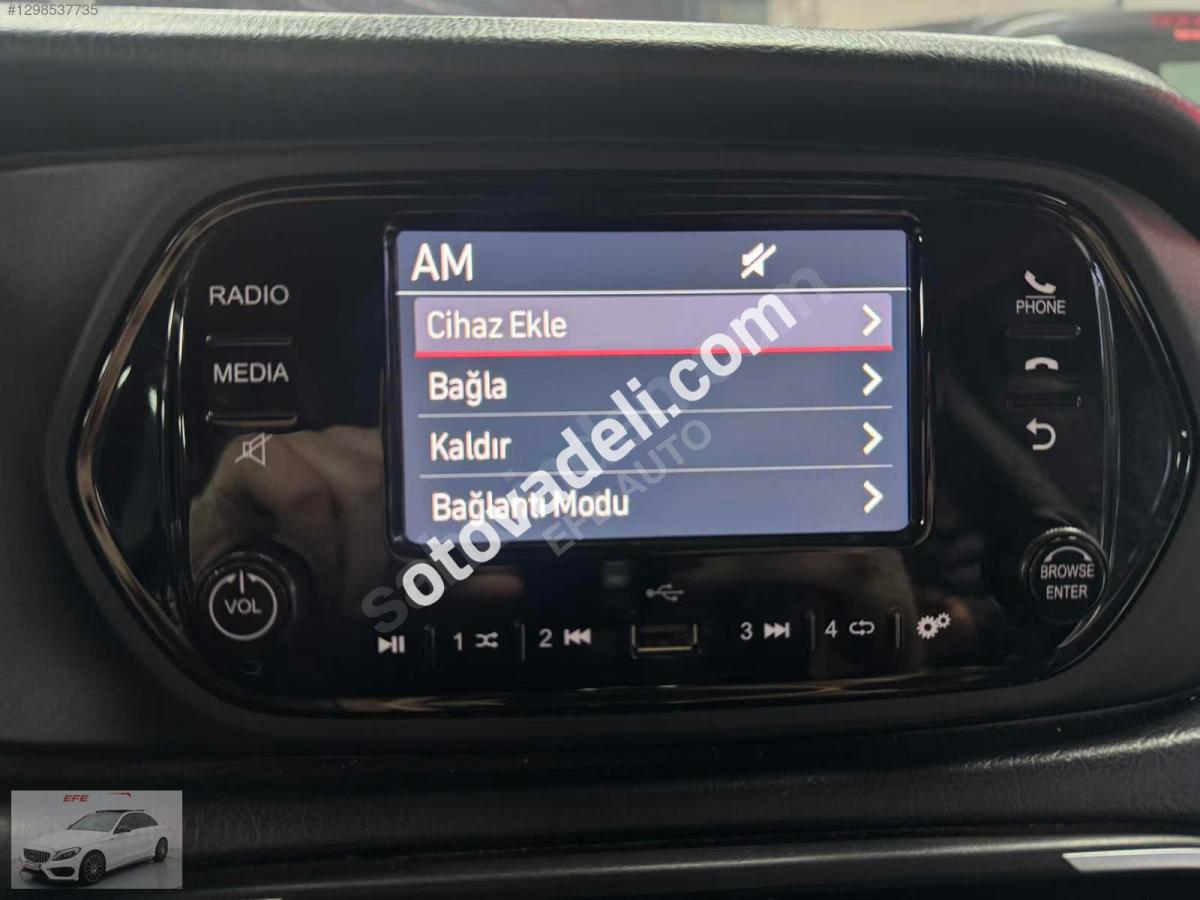 #1298537735
AM
RADIO
Cihaz Ekle
PHONE
MEDIA
Bağla
Kaldır
Bağlantı Modu
sotovadeli.comn
EFE AUTO
VOL
BROWSE
ENTER
1
2
3
4
EFE